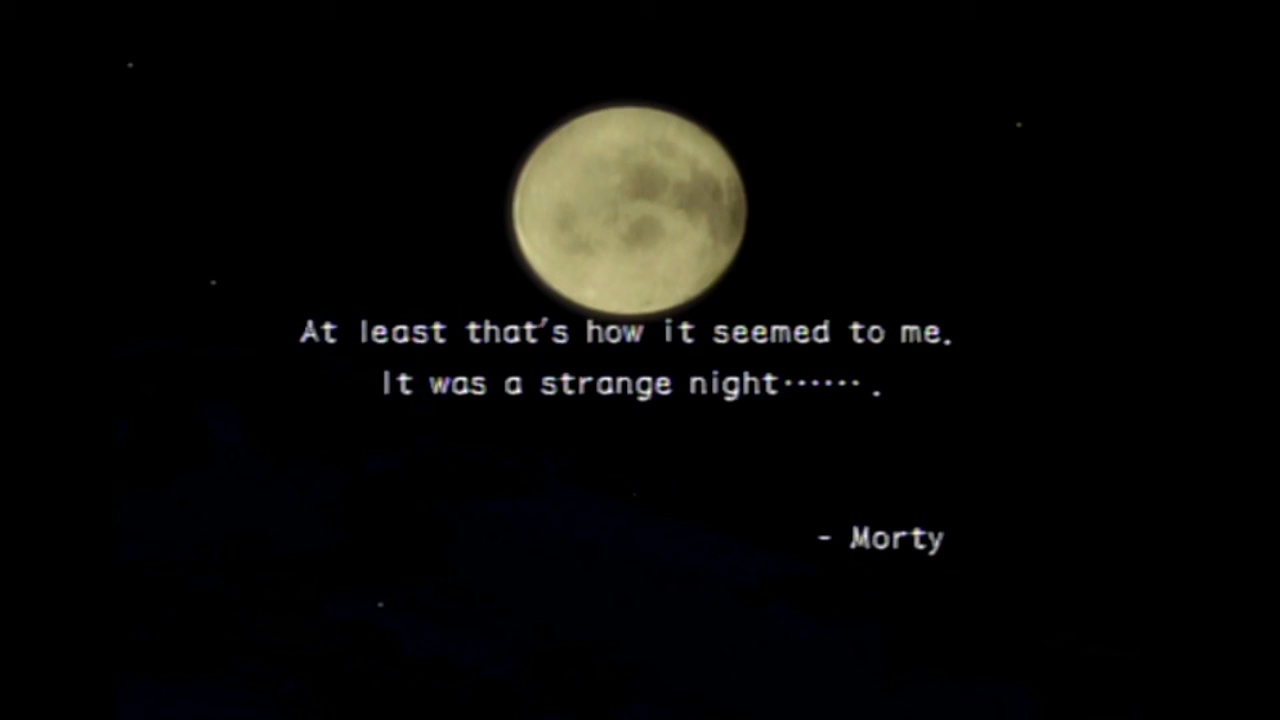 At least that's how it seemed to me.
It was a strange night⋯⋯.
- Morty